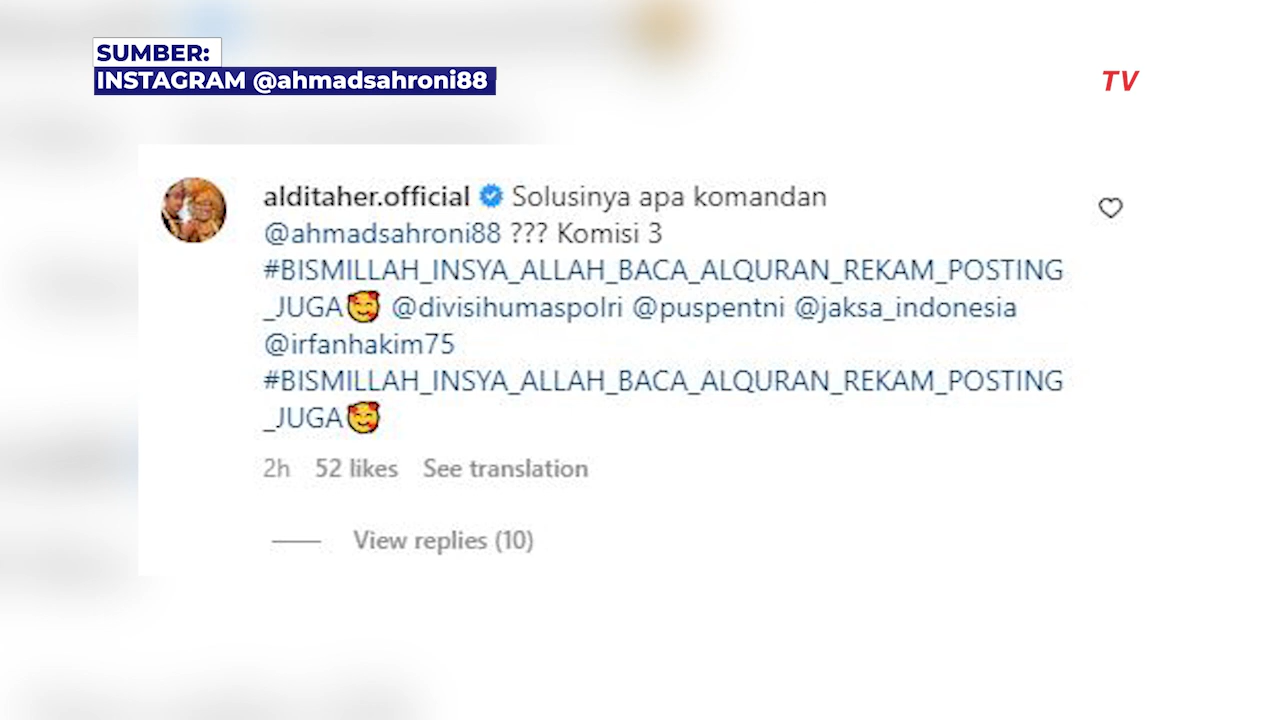 SUMBER:
INSTAGRAM @ahmadsahroni88
TV
alditaher.official Solusinya apa komandan
@ahmadsahroni88 ??? Komisi 3
#BISMILLAH_INSYA_ALLAH_BACA_ALQURAN_REKAM_POSTING
_JUGA🥰 @divisihumaspolri @puspentni @jaksa_indonesia
@irfanhakim75
#BISMILLAH_INSYA_ALLAH_BACA_ALQURAN_REKAM_POSTING
_JUGA🥰
2h 52 likes See translation
View replies (10)